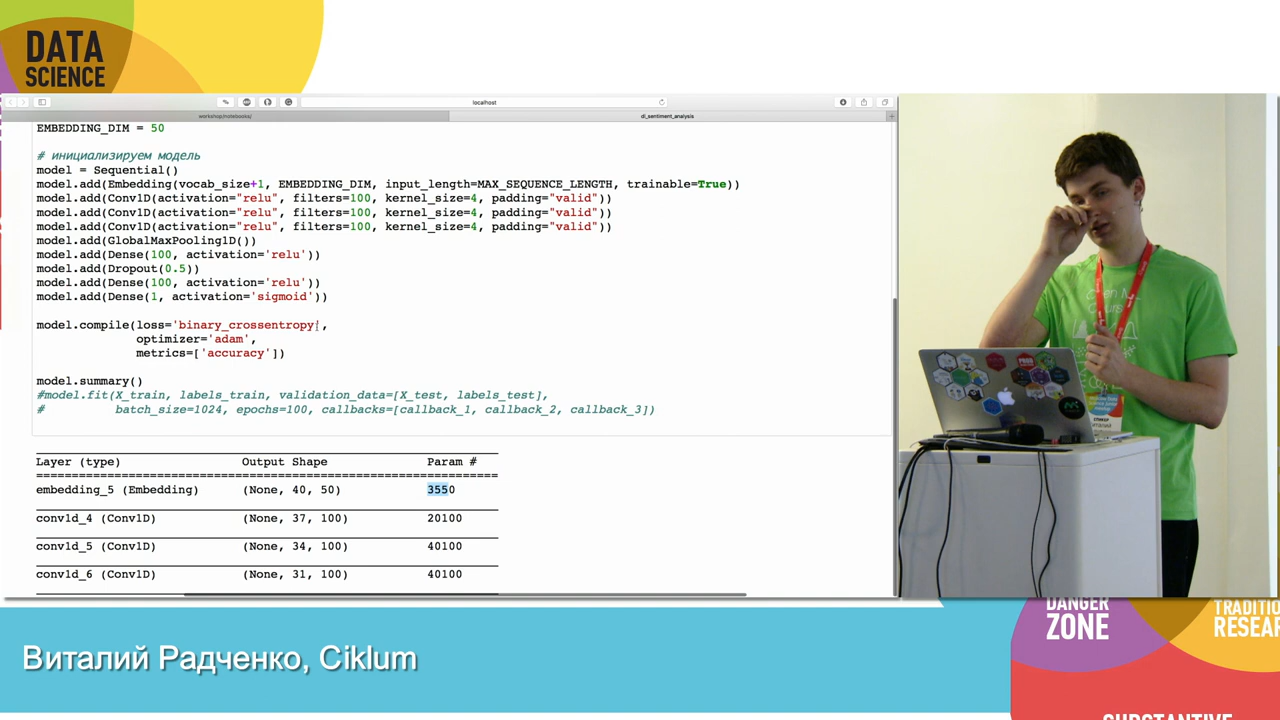 DATA
SCIENCE
localhost
workshop/notebooks/
dl_sentiment_analysis
EMBEDDING_DIM = 50
# инициализируем модель
model = Sequential()
model.add(Embedding(vocab_size+1, EMBEDDING_DIM, input_length=MAX_SEQUENCE_LENGTH, trainable=True))
model.add(Conv1D(activation="relu", filters=100, kernel_size=4, padding="valid"))
model.add(Conv1D(activation="relu", filters=100, kernel_size=4, padding="valid"))
model.add(Conv1D(activation="relu", filters=100, kernel_size=4, padding="valid"))
model.add(GlobalMaxPooling1D())
model.add(Dense(100, activation='relu'))
model.add(Dropout(0.5))
model.add(Dense(100, activation='relu'))
model.add(Dense(1, activation='sigmoid'))
model.compile(loss='binary_crossentropy',
optimizer='adam',
metrics=['accuracy'])
model.summary()
#model.fit(X_train, labels_train, validation_data=[X_test, labels_test],
# batch_size=1024, epochs=100, callbacks=[callback_1, callback_2, callback_3])
Layer (type) Output Shape Param #
=================================================================
embedding_5 (Embedding) (None, 40, 50) 3550
conv1d_4 (Conv1D) (None, 37, 100) 20100
conv1d_5 (Conv1D) (None, 34, 100) 40100
conv1d_6 (Conv1D) (None, 31, 100) 40100
DANGER
ZONE
TRADITIO
RESEAR
SUBSTANTIVE
Виталий Радченко, Ciklum